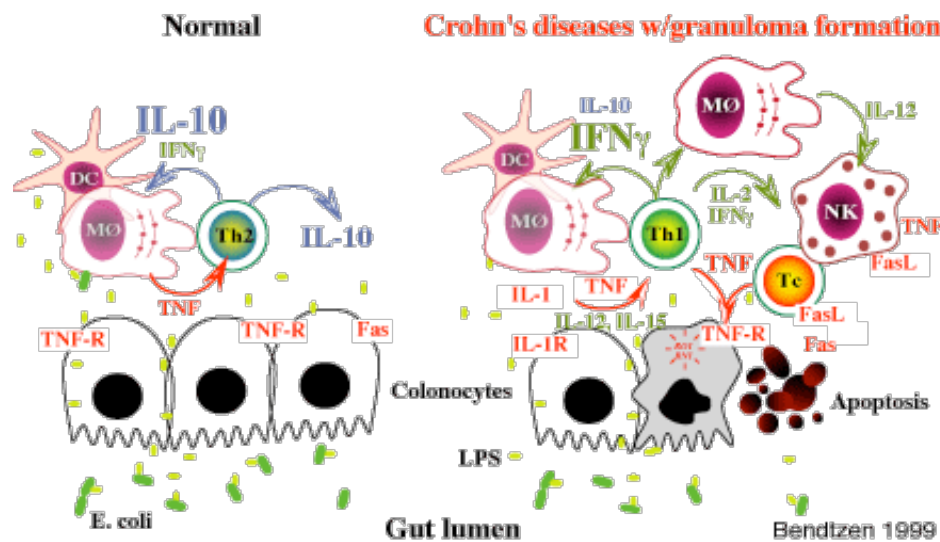 Normal
Crohn's diseases w/granuloma formation
IL-10
IFNγ
DC
MØ
Th2
IL-10
TNF
TNF-R
TNF-R
Fas
IL-10
IFNγ
DC
MØ
MØ
IL-12
Th1
IL-2
IFNγ
NK
TNF
FasL
TNF
Tc
FasL
IL-1
TNF
IL-12, IL-15
IL-1R
TNF-R
Fas
Colonocytes
Apoptosis
LPS
E. coli
Gut lumen
Bendtzen 1999